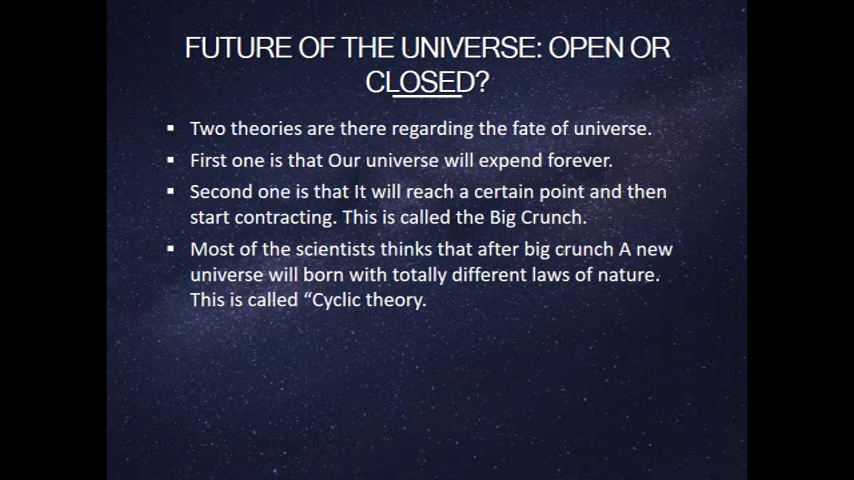 FUTURE OF THE UNIVERSE: OPEN OR
CLOSED?
▪ Two theories are there regarding the fate of universe.
▪ First one is that Our universe will expend forever.
▪ Second one is that It will reach a certain point and then
start contracting. This is called the Big Crunch.
▪ Most of the scientists thinks that after big crunch A new
universe will born with totally different laws of nature.
This is called “Cyclic theory.